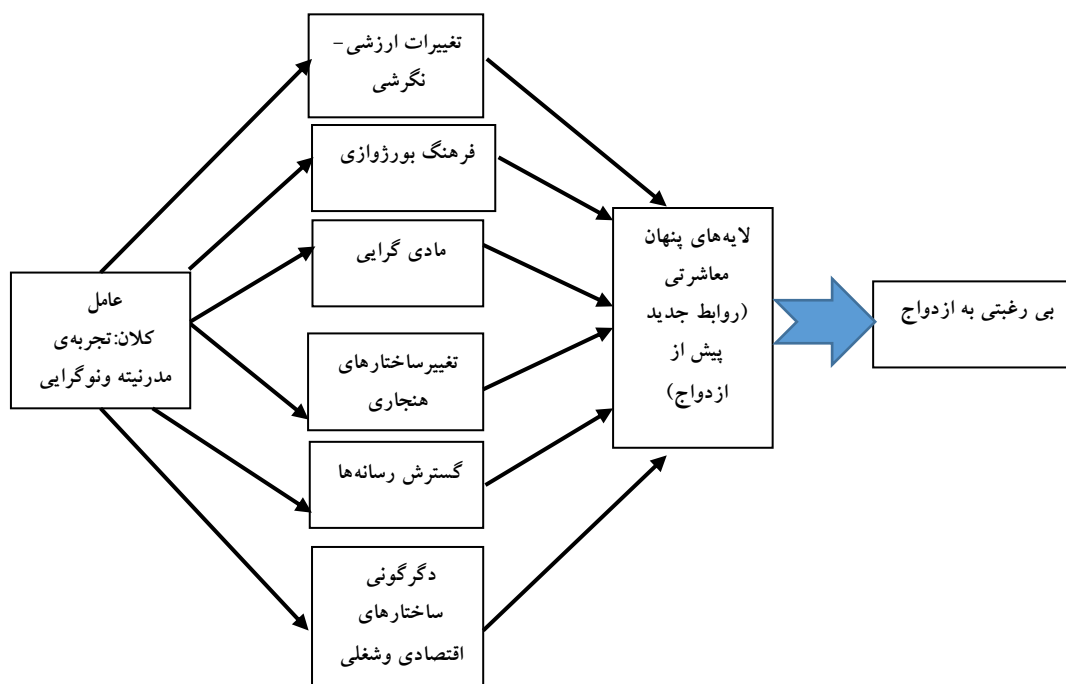 عامل
کلان:تجربه‌ی
مدرنیته ونوگرایی
تغییرات ارزشی–
نگرشی
فرهنگ بورژوازی
مادی گرایی
تغییرساختارهای
هنجاری
گسترش رسانه‌ها
دگرگونی
ساختارهای
اقتصادی وشغلی
لایه‌های پنهان
معاشرتی
(روابط جدید
پیش از
ازدواج)
بی رغبتی به ازدواج